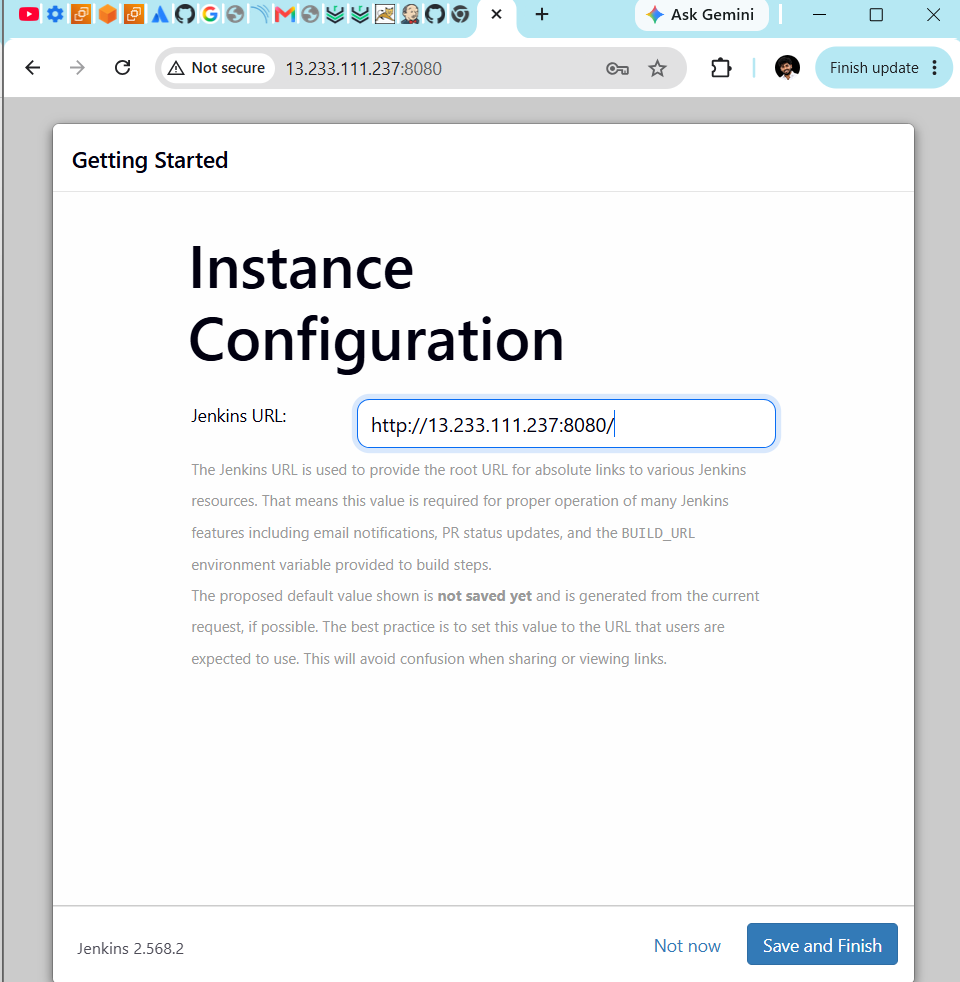 Ask Gemini
Not secure
13.233.111.237:8080
Finish update
Getting Started
Instance
Configuration
Jenkins URL:
http://13.233.111.237:8080/
The Jenkins URL is used to provide the root URL for absolute links to various Jenkins
resources. That means this value is required for proper operation of many Jenkins
features including email notifications, PR status updates, and the BUILD_URL
environment variable provided to build steps.
The proposed default value shown is not saved yet and is generated from the current
request, if possible. The best practice is to set this value to the URL that users are
expected to use. This will avoid confusion when sharing or viewing links.
Jenkins 2.568.2
Not now
Save and Finish